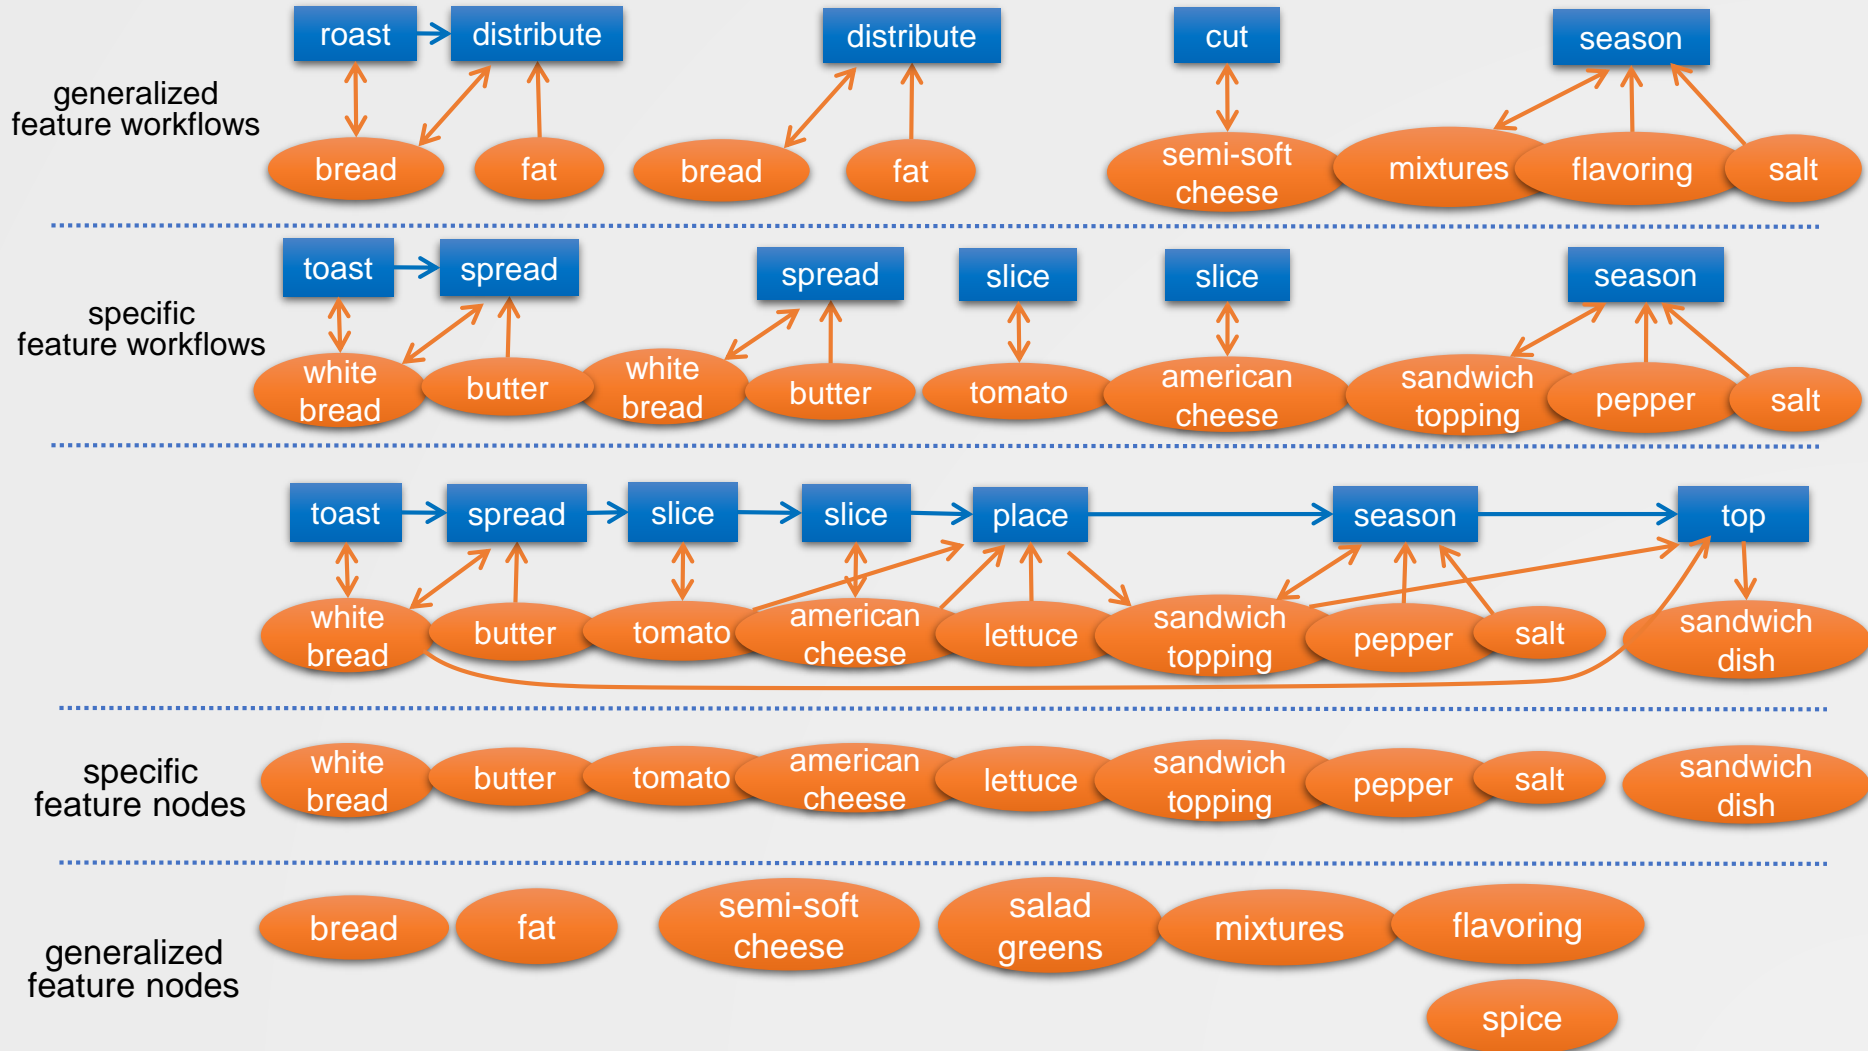 roast
distribute
distribute
cut
season
generalized
feature workflows
bread
fat
bread
fat
semi-soft
cheese
mixtures
flavoring
salt
toast
spread
spread
slice
slice
season
specific
feature workflows
white
bread
butter
white
bread
butter
tomato
american
cheese
sandwich
topping
pepper
salt
toast
spread
slice
slice
place
season
top
white
bread
butter
tomato
american
cheese
lettuce
sandwich
topping
pepper
salt
sandwich
dish
specific
feature nodes
white
bread
butter
tomato
american
cheese
lettuce
sandwich
topping
pepper
salt
sandwich
dish
generalized
feature nodes
bread
fat
semi-soft
cheese
salad
greens
mixtures
flavoring
spice